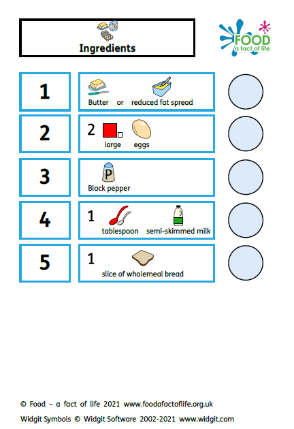 Ingredients
FOOD
a fact of life
1
Butter or reduced fat spread
2
2
large eggs
3
P
Black pepper
4
1
tablespoon semi-skimmed milk
5
1
slice of wholemeal bread
© Food - a fact of life 2021 www.foodafactoflife.org.uk
Widgit Symbols © Widgit Software 2002-2021 www.widgit.com